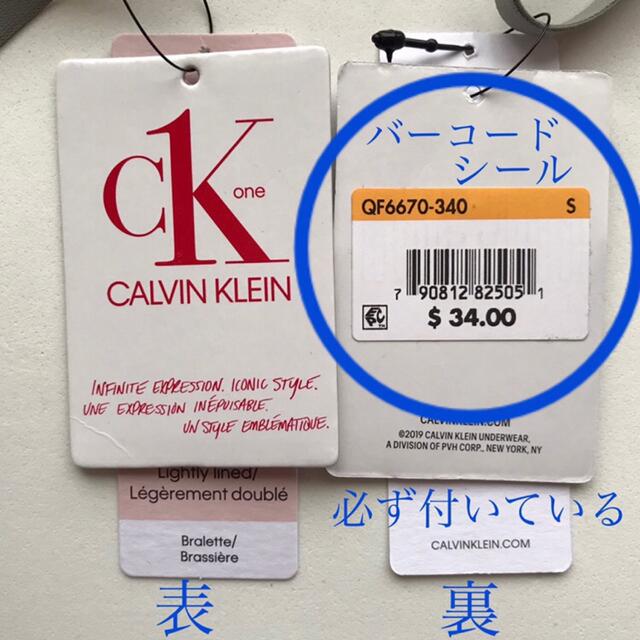 CK one
CALVIN KLEIN
INFINITE EXPRESSION. ICONIC STYLE.
UNE EXPRESSION INÉPUISABLE.
UN STYLE EMBLÉMATIQUE.
Lightly lined/
Légèrement doublé
Bralette/
Brassière
表
バーコード
シール
QF6670-340 S
7 90812 82505 1
$ 34.00
CALVINKLEIN.COM
©2019 CALVIN KLEIN UNDERWEAR,
A DIVISION OF PVH CORP., NEW YORK, NY
必ず付いている
CALVINKLEIN.COM
裏